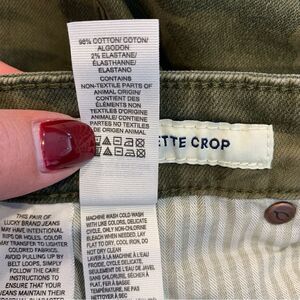 98% COTTON/ COTON/
ALGODON
2% ELASTANE/
ÉLASTHANNE/
ELASTANO
CONTAINS
NON-TEXTILE PARTS OF
ANIMAL ORIGIN/
CONTIENT DES
ÉLÉMENTS NON
TEXTILES D'ORIGINE
ANIMALE/ CONTIENE
PARTES NO TEXTILES
DE ORIGEN ANIMAL
ETTE CROP
THIS PAIR OF
LUCKY BRAND JEANS
MAY HAVE INTENTIONAL
RIPS OR HOLES. COLOR
MAY TRANSFER TO LIGHTER
COLORED FABRICS.
AVOID PULLING UP BY
BELT LOOPS, SIMPLY
FOLLOW THE CARE
INSTRUCTIONS TO
ENSURE THAT YOUR
JEANS MAINTAIN THEIR
MACHINE WASH COLD WASH
WITH LIKE COLORS, DELICATE
CYCLE, ONLY NON-CHLORINE
BLEACH WHEN NEEDED, LAY
FLAT TO DRY, COOL IRON, DO
NOT DRY CLEAN
LAVER À LA MACHINE À L'EAU
FROIDE, CYCLE DÉLICAT
SEULEMENT DE L'EAU DE JAVEL
SANS CHLORE,
SÉCHER À PLAT
TEMPÉRATURE, NE PAS
NETTOYER À SEC